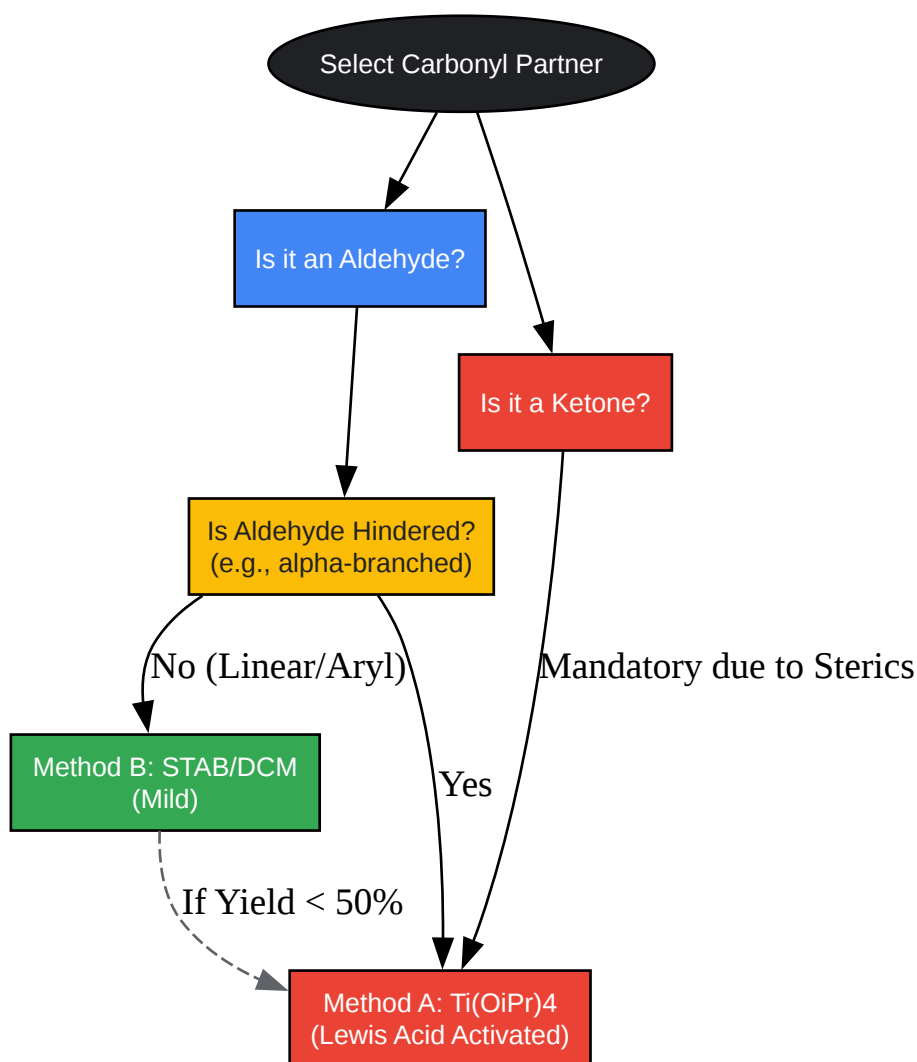 Select Carbonyl Partner
Is it an Aldehyde?
Is it a Ketone?
Is Aldehyde Hindered?
(e.g., alpha-branched)
No (Linear/Aryl)
Mandatory due to Sterics
Method B: STAB/DCM
(Mild)
Yes
If Yield < 50%
Method A: Ti(OiPr)4
(Lewis Acid Activated)